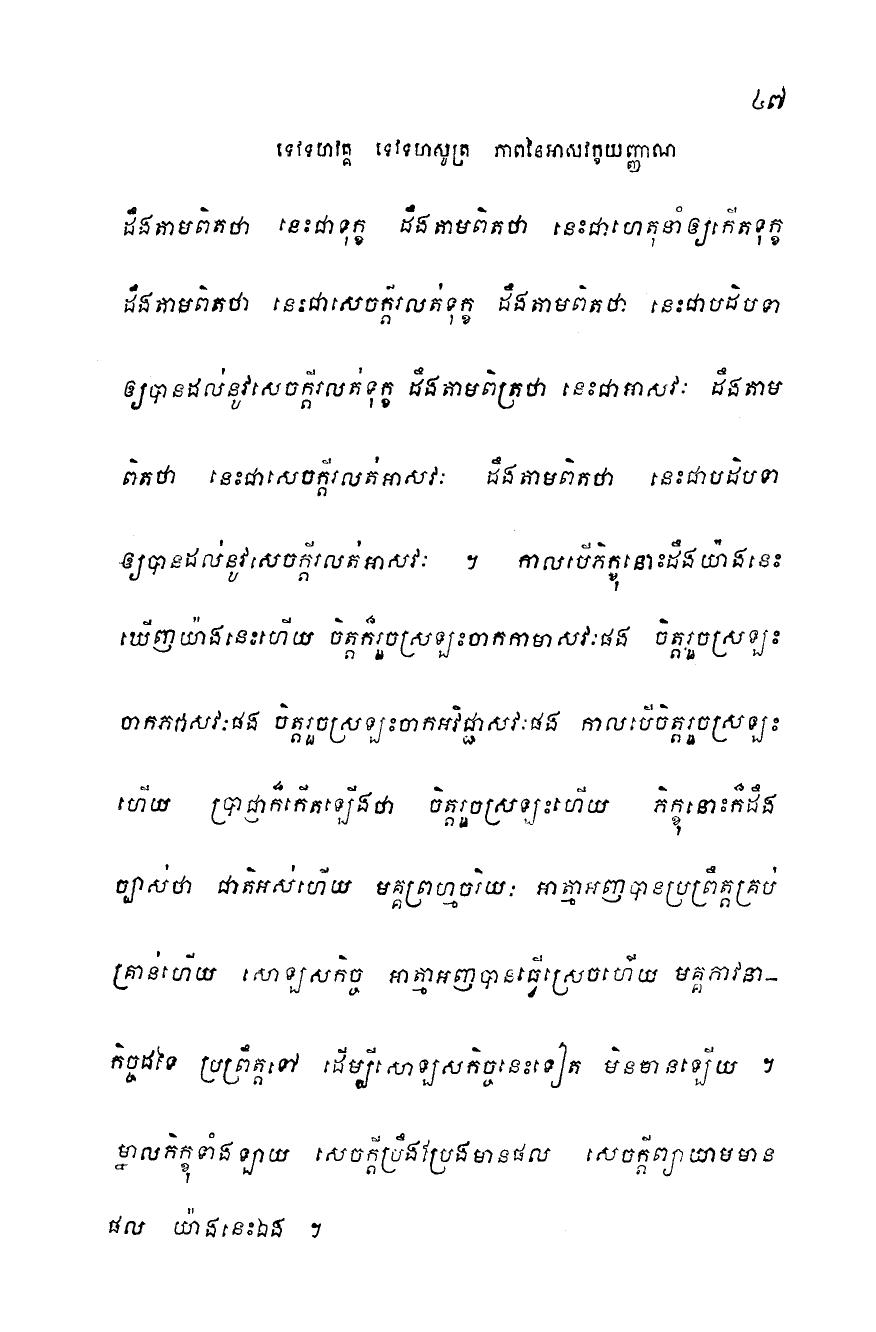 ៤៧
ទេវទហវគ្គ ទេវទហសូត្រ ភាពនៃអាសវក្ខយញ្ញាណ
ដឹងតាមពិតថា នេះជាទុក្ខ ដឹងតាមពិតថា នេះជាហេតុនាំឲ្យកើតទុក្ខ
ដឹងតាមពិតថា នេះជាសេចក្តីរលត់ទុក្ខ ដឹងតាមពិតថា នេះជាបដិបទា
ឲ្យបានដល់នូវសេចក្តីរលត់ទុក្ខ ដឹងតាមពិត្រថា នេះជាអាសវៈ ដឹងតាម
ពិតថា នេះជាសេចក្តីរលត់អាសវៈ ដឹងតាមពិតថា នេះជាបដិបទា
ឲ្យបានដល់នូវសេចក្តីរលត់អាសវៈ ។ កាលបើភិក្ខុនោះដឹងយ៉ាងនេះ
ឃើញយ៉ាងនេះហើយ ចិត្តក៏រួចស្រឡះចាកកាមាសវៈផង ចិត្តរួចស្រឡះ
ចាកភវាសវៈផង ចិត្តរួចស្រឡះចាកអវិជ្ជាសវៈផង កាលបើចិត្តរួចស្រឡះ
ហើយ ប្រាជ្ញាក៏កើតឡើងថា ចិត្តរួចស្រឡះហើយ ភិក្ខុនោះក៏ដឹង
ច្បាស់ថា ជាតិអស់ហើយ មគ្គព្រហ្មចរិយៈ អាត្មាអញបានប្រព្រឹត្តគ្រប់
គ្រាន់ហើយ សោឡសកិច្ច អាត្មាអញបានធ្វើស្រេចហើយ មគ្គភាវនា-
កិច្ចដទៃ ប្រព្រឹត្តទៅ ដើម្បីសោឡសកិច្ចនេះទៀត មិនមានឡើយ ។
ម្នាលភិក្ខុទាំងឡាយ សេចក្តីប្រឹងប្រែងមានផល សេចក្តីព្យាយាមមាន
ផល យ៉ាងនេះឯង ។